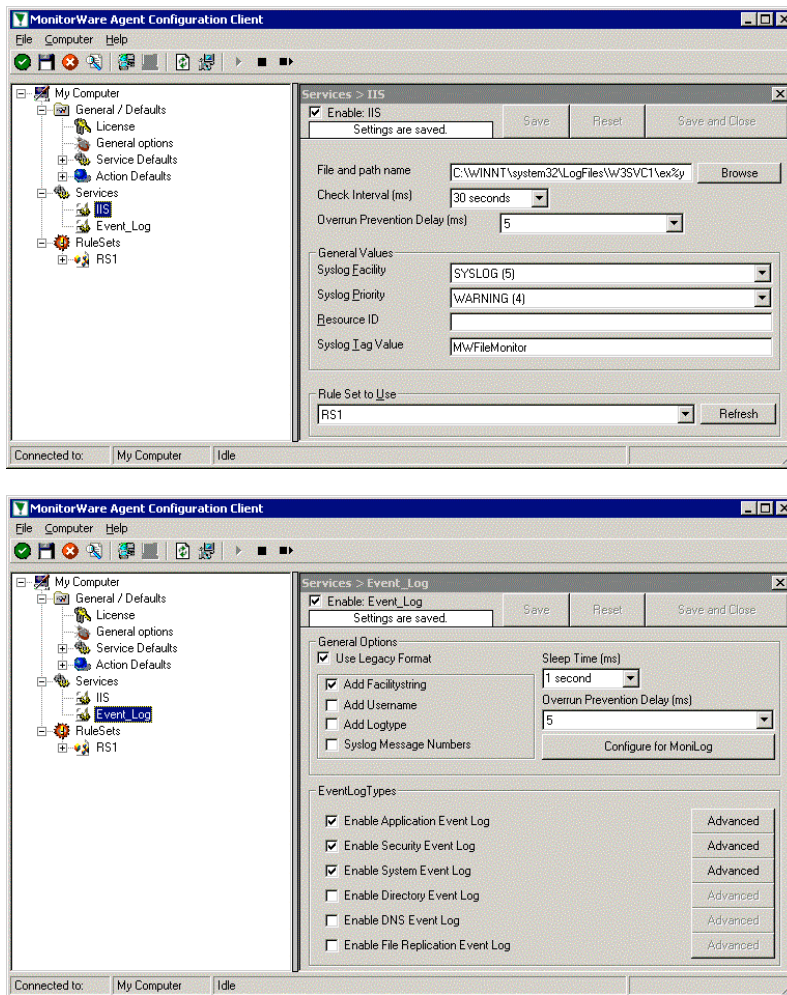 MonitorWare Agent Configuration Client
File Computer Help
My Computer
General / Defaults
License
General options
Service Defaults
Action Defaults
Services
IIS
Event_Log
RuleSets
RS1
Services > IIS
Enable: IIS
Settings are saved.
Save Reset Save and Close
File and path name C:\WINNT\system32\LogFiles\W3SVC1\ex%y Browse
Check Interval (ms) 30 seconds
Overrun Prevention Delay (ms) 5
General Values
Syslog Facility SYSLOG (5)
Syslog Priority WARNING (4)
Resource ID
Syslog Tag Value MWFileMonitor
Rule Set to Use
RS1 Refresh
Connected to: My Computer Idle
MonitorWare Agent Configuration Client
File Computer Help
My Computer
General / Defaults
License
General options
Service Defaults
Action Defaults
Services
IIS
Event_Log
RuleSets
RS1
Services > Event_Log
Enable: Event_Log
Settings are saved.
Save Reset Save and Close
General Options
Use Legacy Format
Add Facilitystring
Add Username
Add Logtype
Syslog Message Numbers
Sleep Time (ms)
1 second
Overrun Prevention Delay (ms)
5
Configure for MoniLog
EventLogTypes
Enable Application Event Log Advanced
Enable Security Event Log Advanced
Enable System Event Log Advanced
Enable Directory Event Log Advanced
Enable DNS Event Log Advanced
Enable File Replication Event Log Advanced
Connected to: My Computer Idle